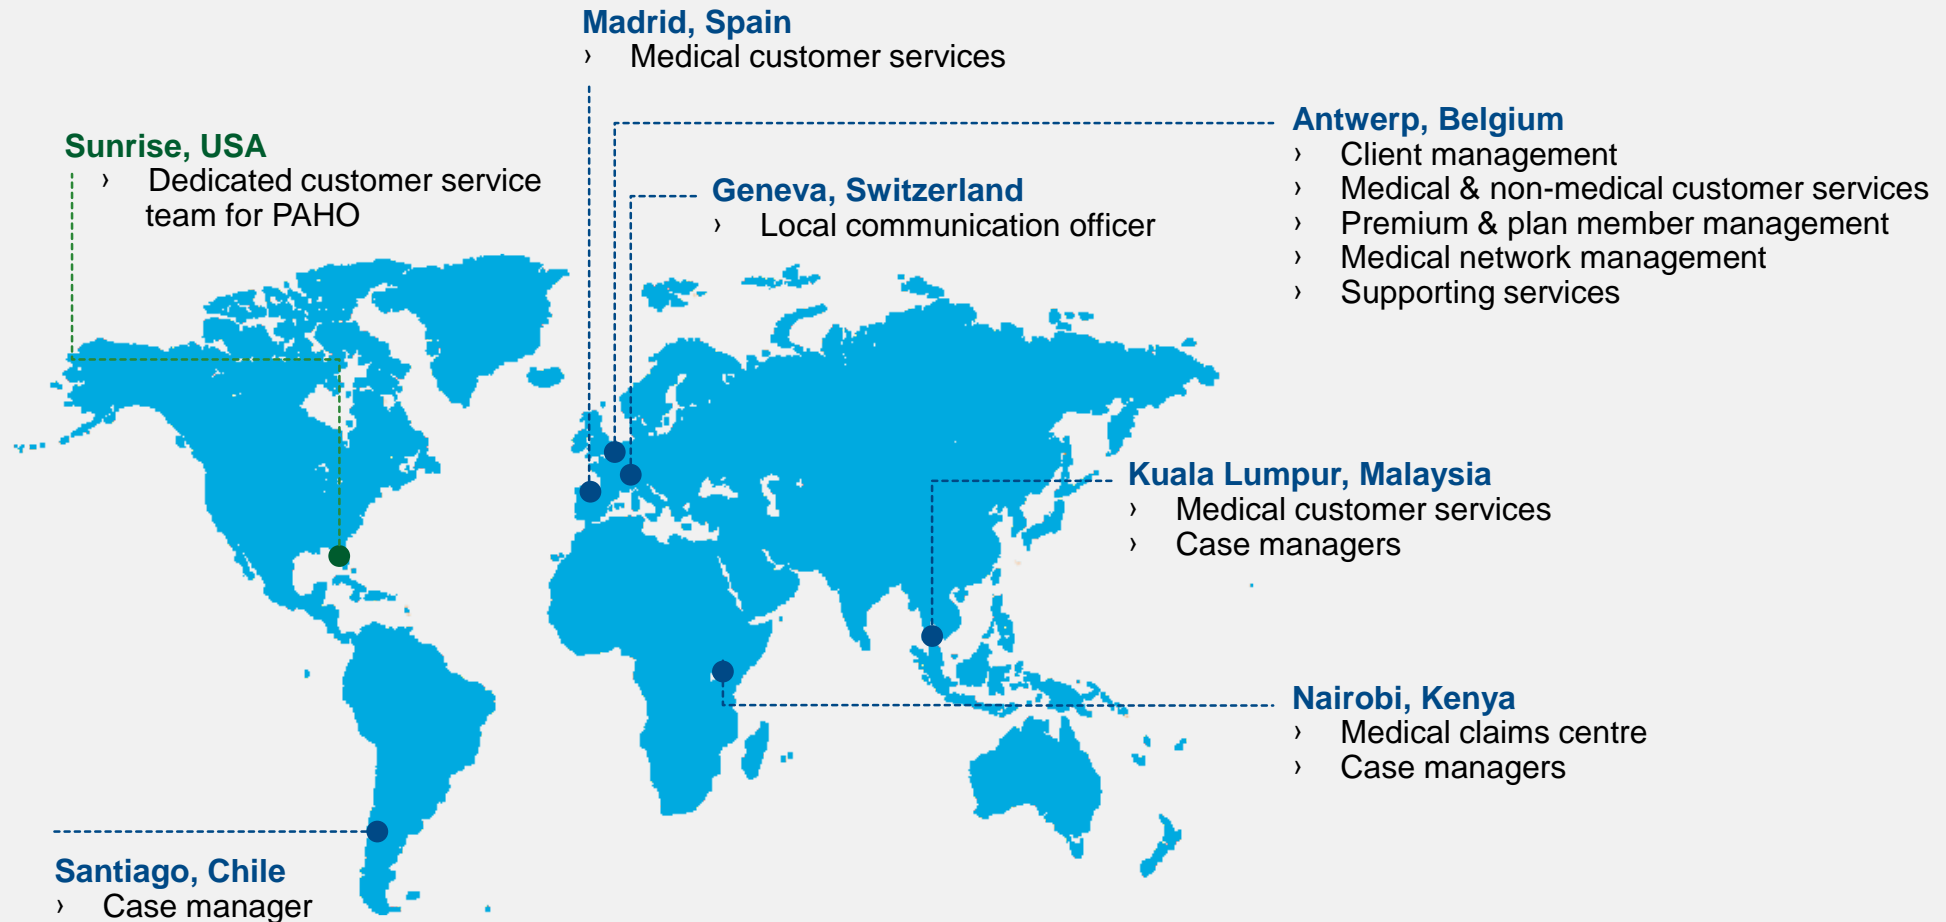 Madrid, Spain
› Medical customer services
Sunrise, USA
› Dedicated customer service
team for PAHO
Geneva, Switzerland
› Local communication officer
Antwerp, Belgium
› Client management
› Medical & non-medical customer services
› Premium & plan member management
› Medical network management
› Supporting services
Kuala Lumpur, Malaysia
› Medical customer services
› Case managers
Nairobi, Kenya
› Medical claims centre
› Case managers
Santiago, Chile
› Case manager